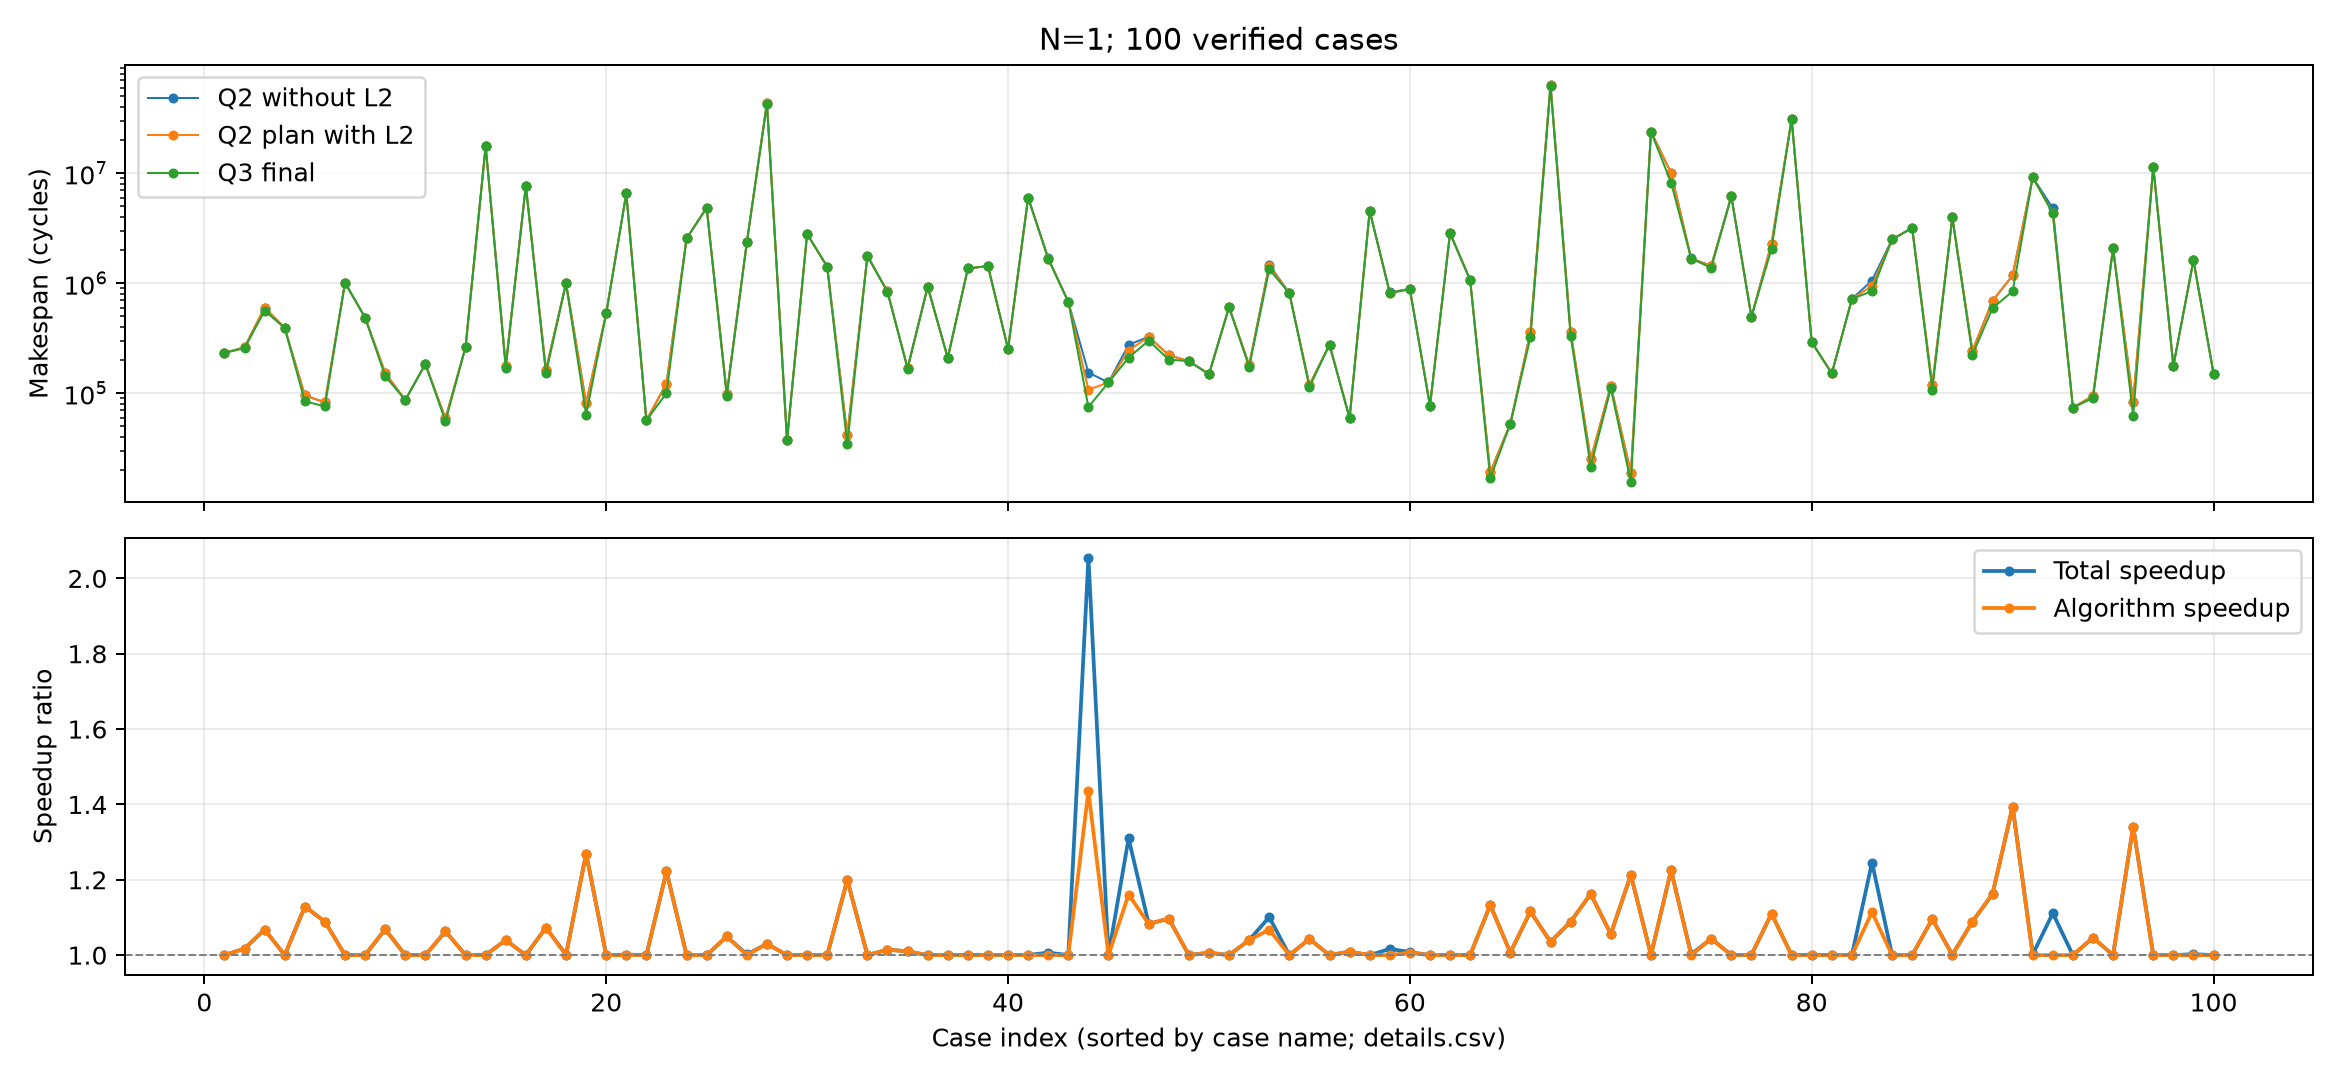 N=1; 100 verified cases
Q2 without L2
Q2 plan with L2
Q3 final
10^7
10^6
10^5
Makespan (cycles)
Total speedup
Algorithm speedup
2.0
1.8
1.6
1.4
1.2
1.0
Speedup ratio
0 20 40 60 80 100
Case index (sorted by case name; details.csv)